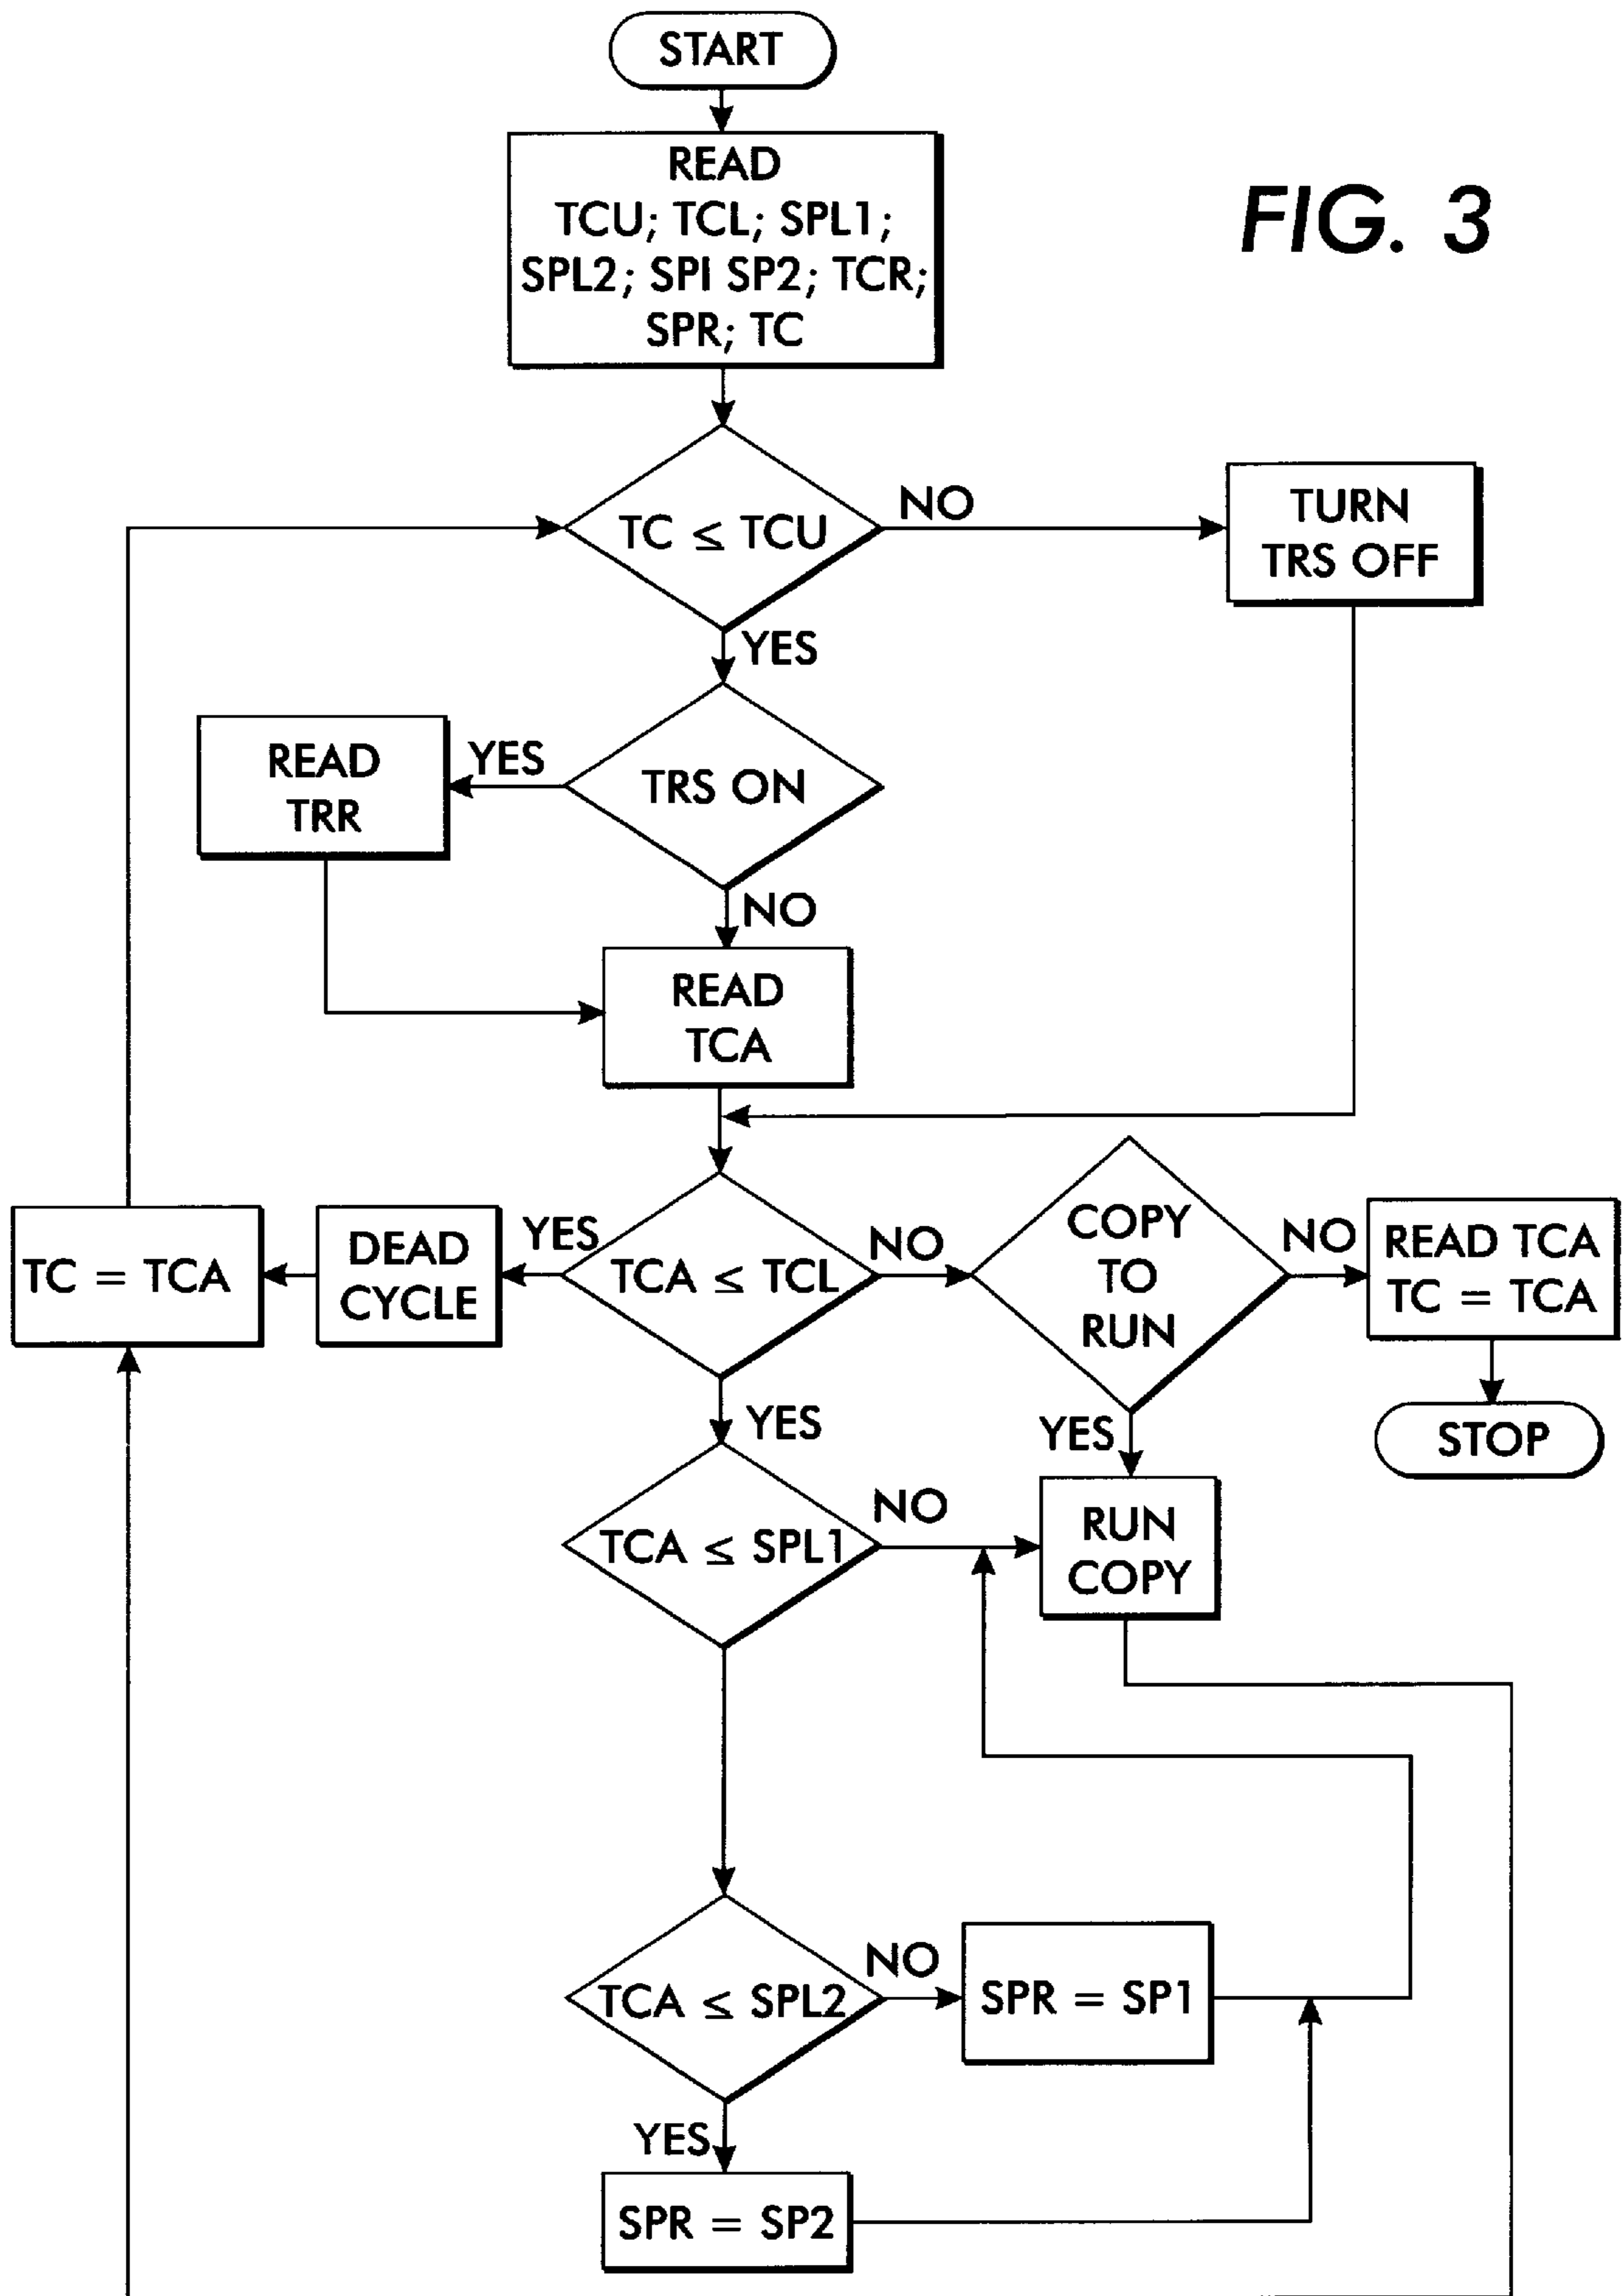 START
READ
TCU; TCL; SPL1;
SPL2; SPI SP2; TCR;
SPR; TC
FIG. 3
TC ≤ TCU
NO
TURN
TRS OFF
YES
TRS ON
YES
READ
TRR
NO
READ
TCA
TC = TCA
DEAD
CYCLE
YES
TCA ≤ TCL
NO
COPY
TO
RUN
NO
READ TCA
TC = TCA
STOP
YES
YES
TCA ≤ SPL1
NO
RUN
COPY
TCA ≤ SPL2
NO
SPR = SP1
YES
SPR = SP2